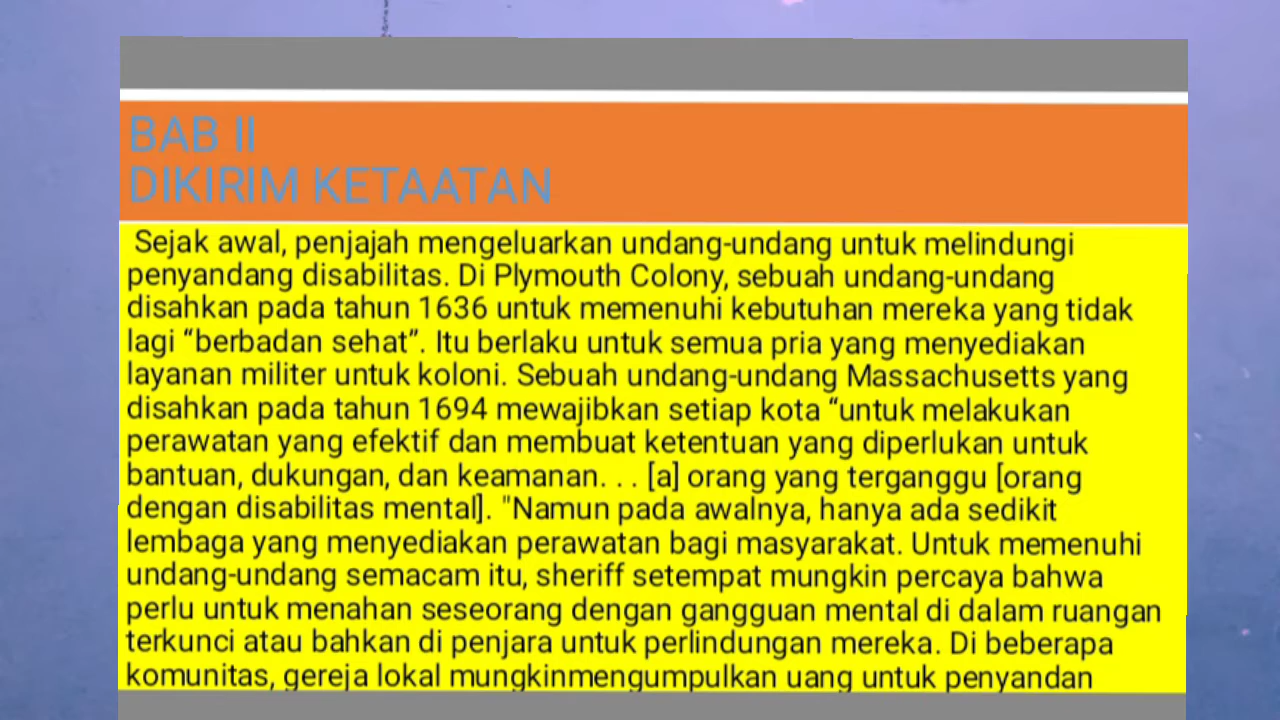 BAB II
DIKIRIM KETAATAN
Sejak awal, penjajah mengeluarkan undang-undang untuk melindungi
penyandang disabilitas. Di Plymouth Colony, sebuah undang-undang
disahkan pada tahun 1636 untuk memenuhi kebutuhan mereka yang tidak
lagi “berbadan sehat”. Itu berlaku untuk semua pria yang menyediakan
layanan militer untuk koloni. Sebuah undang-undang Massachusetts yang
disahkan pada tahun 1694 mewajibkan setiap kota “untuk melakukan
perawatan yang efektif dan membuat ketentuan yang diperlukan untuk
bantuan, dukungan, dan keamanan. . . [a] orang yang terganggu [orang
dengan disabilitas mental]. "Namun pada awalnya, hanya ada sedikit
lembaga yang menyediakan perawatan bagi masyarakat. Untuk memenuhi
undang-undang semacam itu, sheriff setempat mungkin percaya bahwa
perlu untuk menahan seseorang dengan gangguan mental di dalam ruangan
terkunci atau bahkan di penjara untuk perlindungan mereka. Di beberapa
komunitas, gereja lokal mungkinmengumpulkan uang untuk penyandan